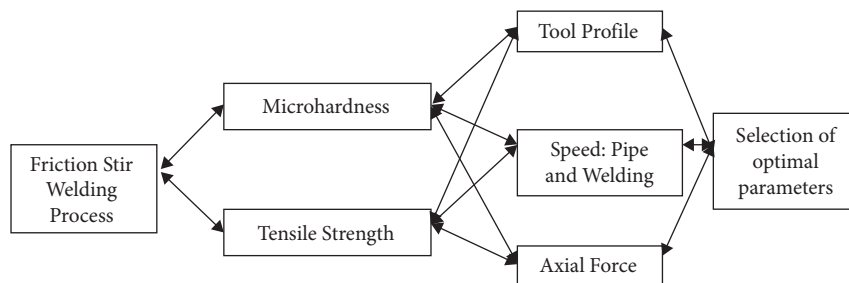 Friction Stir
Welding
Process
Microhardness
Tensile Strength
Tool Profile
Speed: Pipe
and Welding
Axial Force
Selection of
optimal
parameters